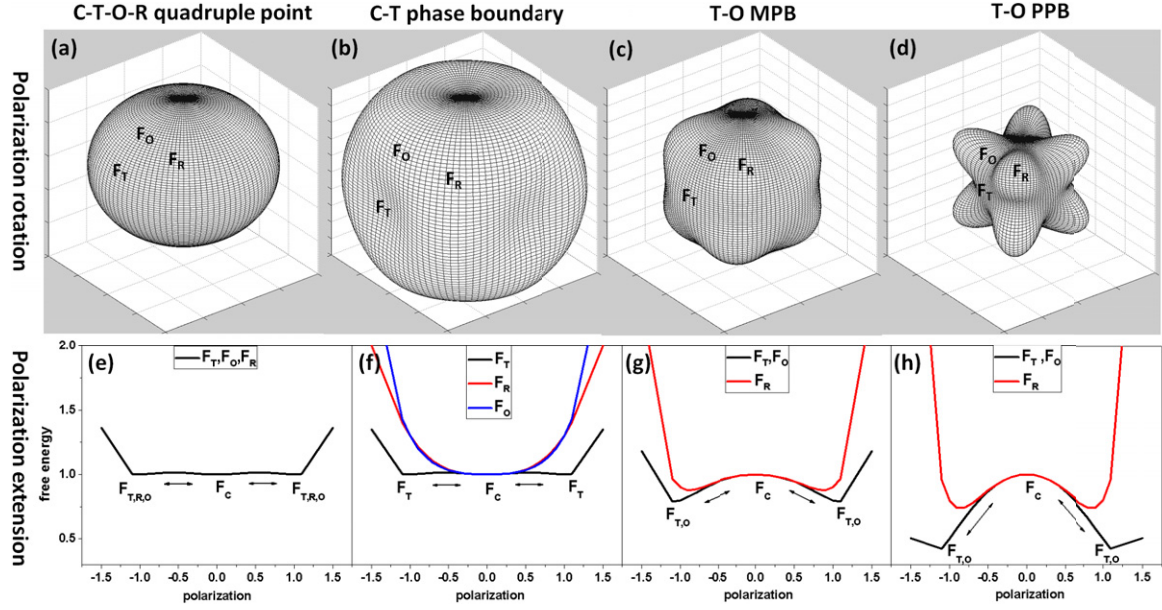 C-T-O-R quadruple point
C-T phase boundary
T-O MPB
T-O PPB
Polarization rotation
(a)
F_O
F_R
F_T
(b)
F_O
F_R
F_T
(c)
F_O
F_R
F_T
(d)
F_O
F_R
F_T
Polarization extension
free energy
2.0
1.5
1.0
0.5
(e)
F_T,F_O,F_R
F_T,R,O
F_C
F_T,R,O
-1.5 -1.0 -0.5 0.0 0.5 1.0 1.5
polarization
(f)
F_T
F_R
F_O
F_T
F_C
F_T
-1.5 -1.0 -0.5 0.0 0.5 1.0 1.5
polarization
(g)
F_T,F_O
F_R
F_C
F_T,O
F_T,O
-1.5 -1.0 -0.5 0.0 0.5 1.0 1.5
polarization
(h)
F_T ,F_O
F_R
F_C
F_T,O
F_T,O
-1.5 -1.0 -0.5 0.0 0.5 1.0 1.5
polarization